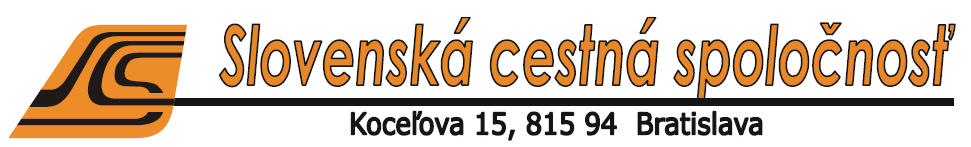 Slovenská cestná spoločnosť
Koceľova 15, 815 94 Bratislava